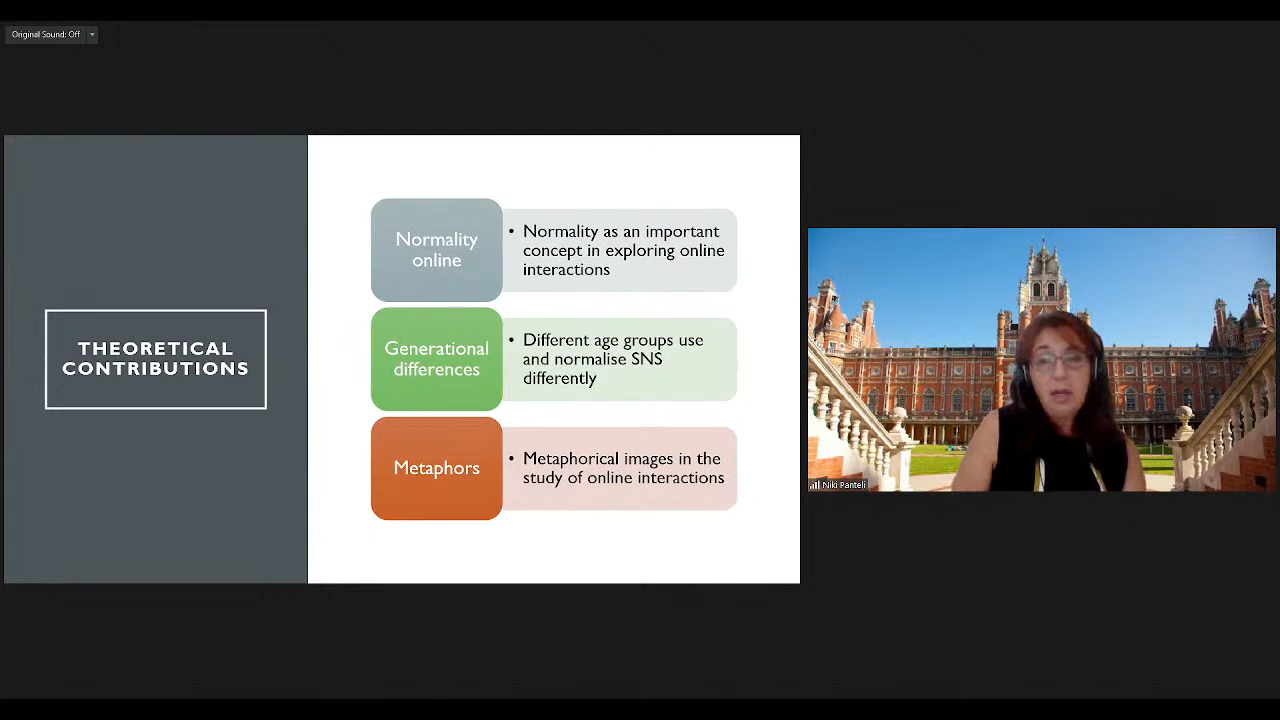 Original Sound: Off
THEORETICAL
CONTRIBUTIONS
Normality
online
• Normality as an important
concept in exploring online
interactions
Generational
differences
• Different age groups use
and normalise SNS
differently
Metaphors
• Metaphorical images in the
study of online interactions
Niki Panteli